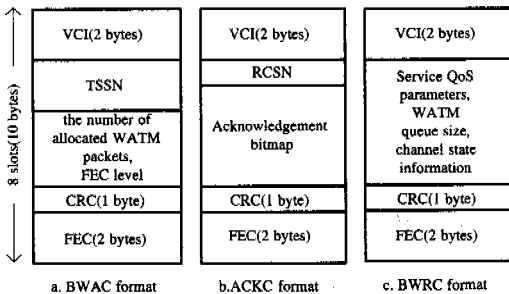 8 slots(10 bytes)
VCI(2 bytes)
TSSN
the number of
allocated WATM
packets,
FEC level
CRC(1 byte)
FEC(2 bytes)
a. BWAC format
VCI(2 bytes)
RCSN
Acknowledgement
bitmap
CRC(1 byte)
FEC(2 bytes)
b.ACKC format
VCI(2 bytes)
Service QoS
parameters,
WATM
queue size,
channel state
information
CRC(1 byte)
FEC(2 bytes)
c. BWRC format